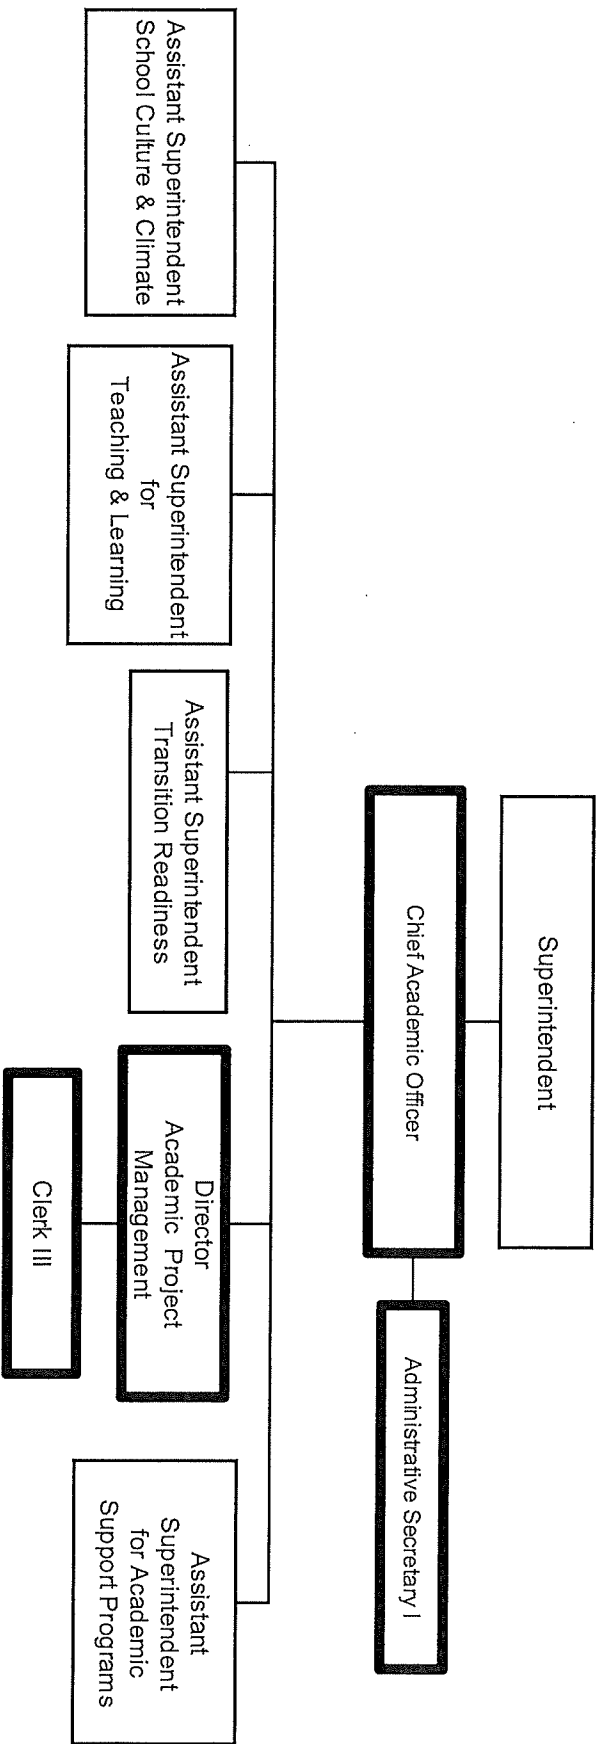 Superintendent
Chief Academic Officer
Administrative Secretary I
Assistant Superintendent
School Culture & Climate
Assistant Superintendent
for
Teaching & Learning
Assistant Superintendent
Transition Readiness
Director
Academic Project
Management
Assistant
Superintendent
for Academic
Support Programs
Clerk III